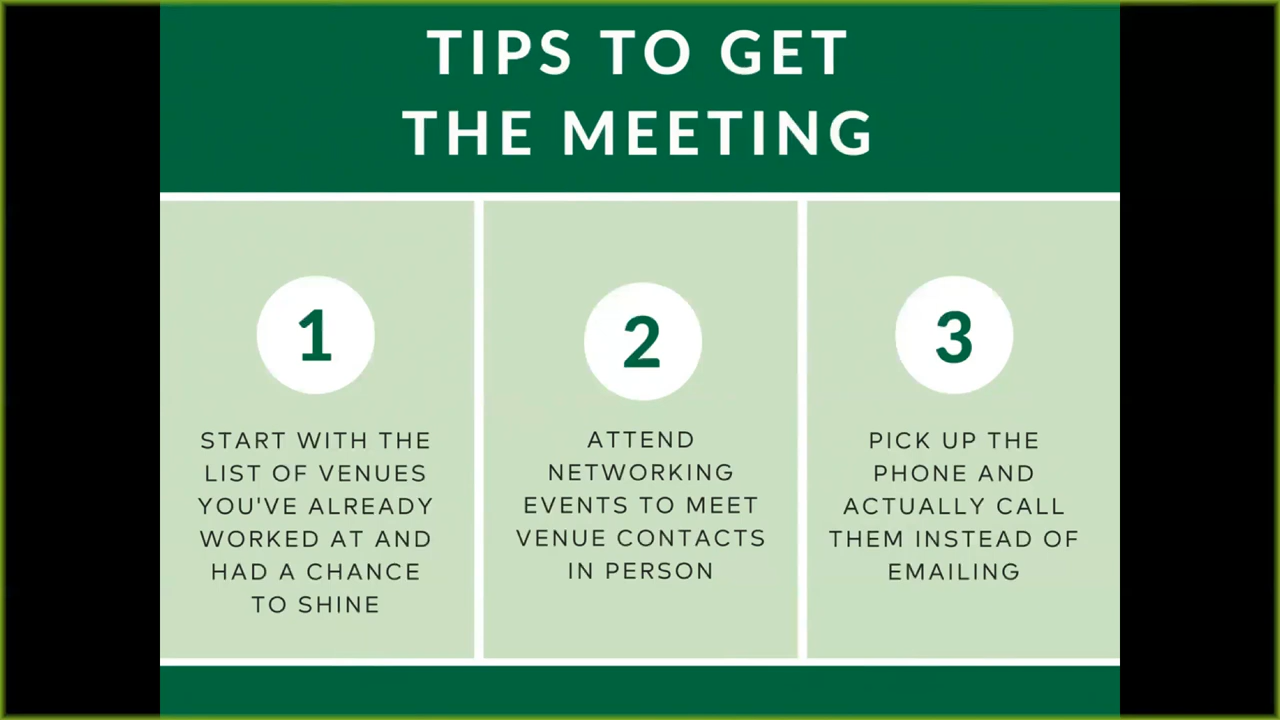 TIPS TO GET
THE MEETING
1
START WITH THE
LIST OF VENUES
YOU'VE ALREADY
WORKED AT AND
HAD A CHANCE
TO SHINE
2
ATTEND
NETWORKING
EVENTS TO MEET
VENUE CONTACTS
IN PERSON
3
PICK UP THE
PHONE AND
ACTUALLY CALL
THEM INSTEAD OF
EMAILING